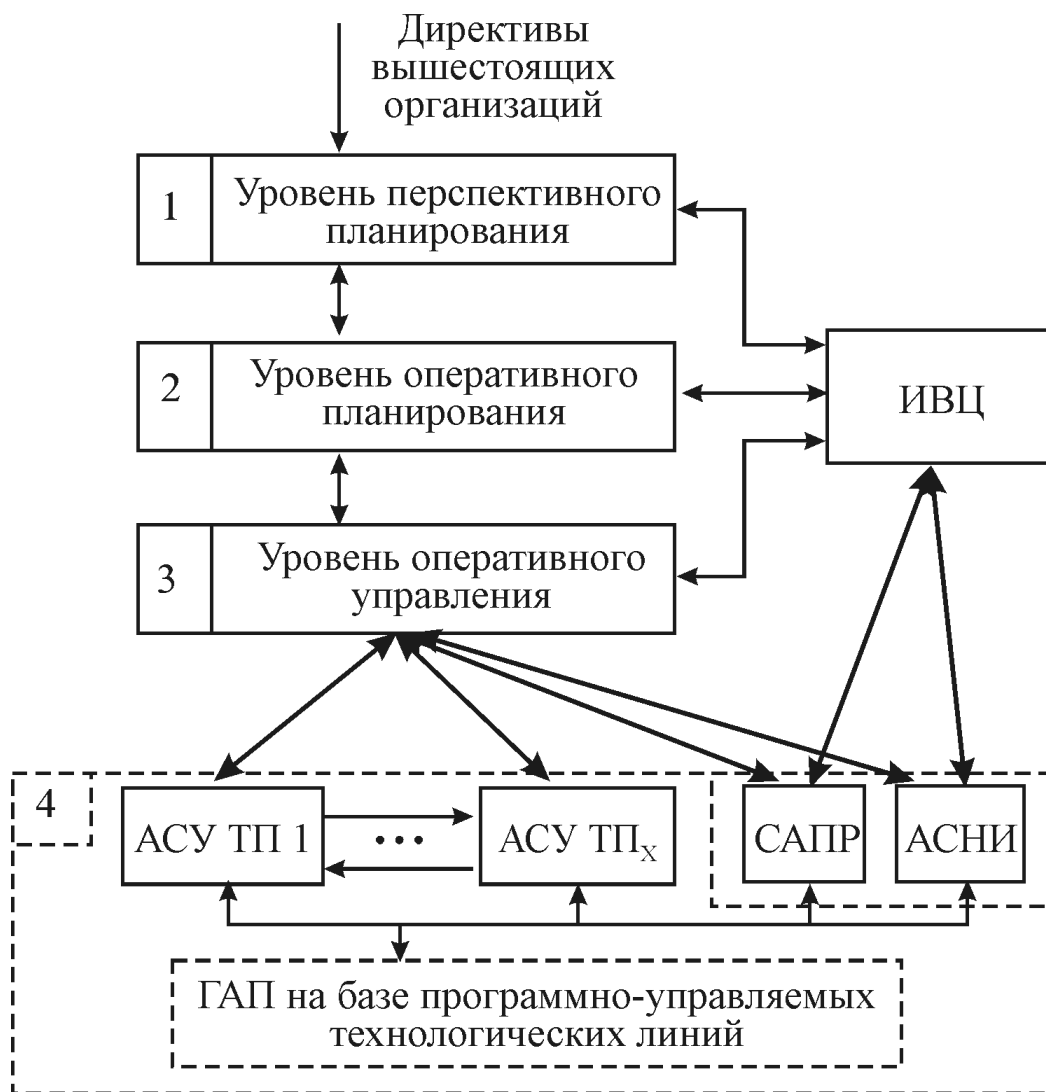 Директивы
вышестоящих
организаций
1
Уровень перспективного
планирования
2
Уровень оперативного
планирования
ИВЦ
3
Уровень оперативного
управления
4
АСУ ТП 1
...
АСУ ТПX
САПР
АСНИ
ГАП на базе программно-управляемых
технологических линий